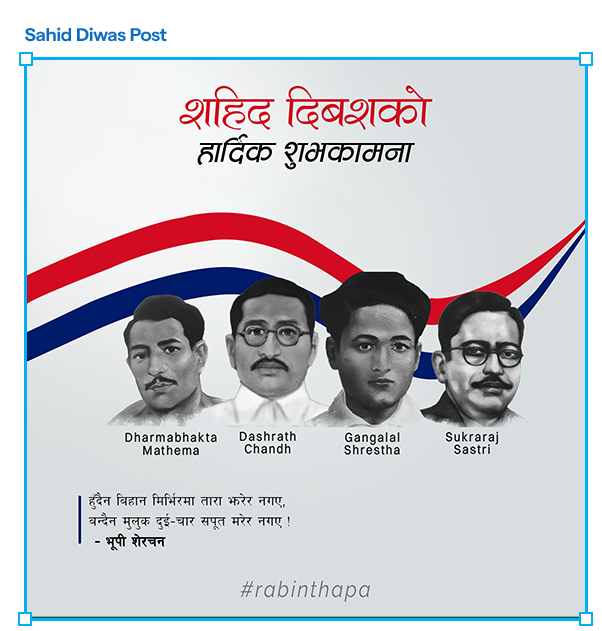 Sahid Diwas Post
शहिद दिबशको
हार्दिक शुभकामना
Dharmabhakta
Mathema
Dashrath
Chandh
Gangalal
Shrestha
Sukraraj
Sastri
हुँदैन बिहान मिर्भिरमा तारा झरेर नगए,
बन्दैन मुलुक दुई-चार सपूत मरेर नगए !
- भूपी शेरचन
#rabinthapa